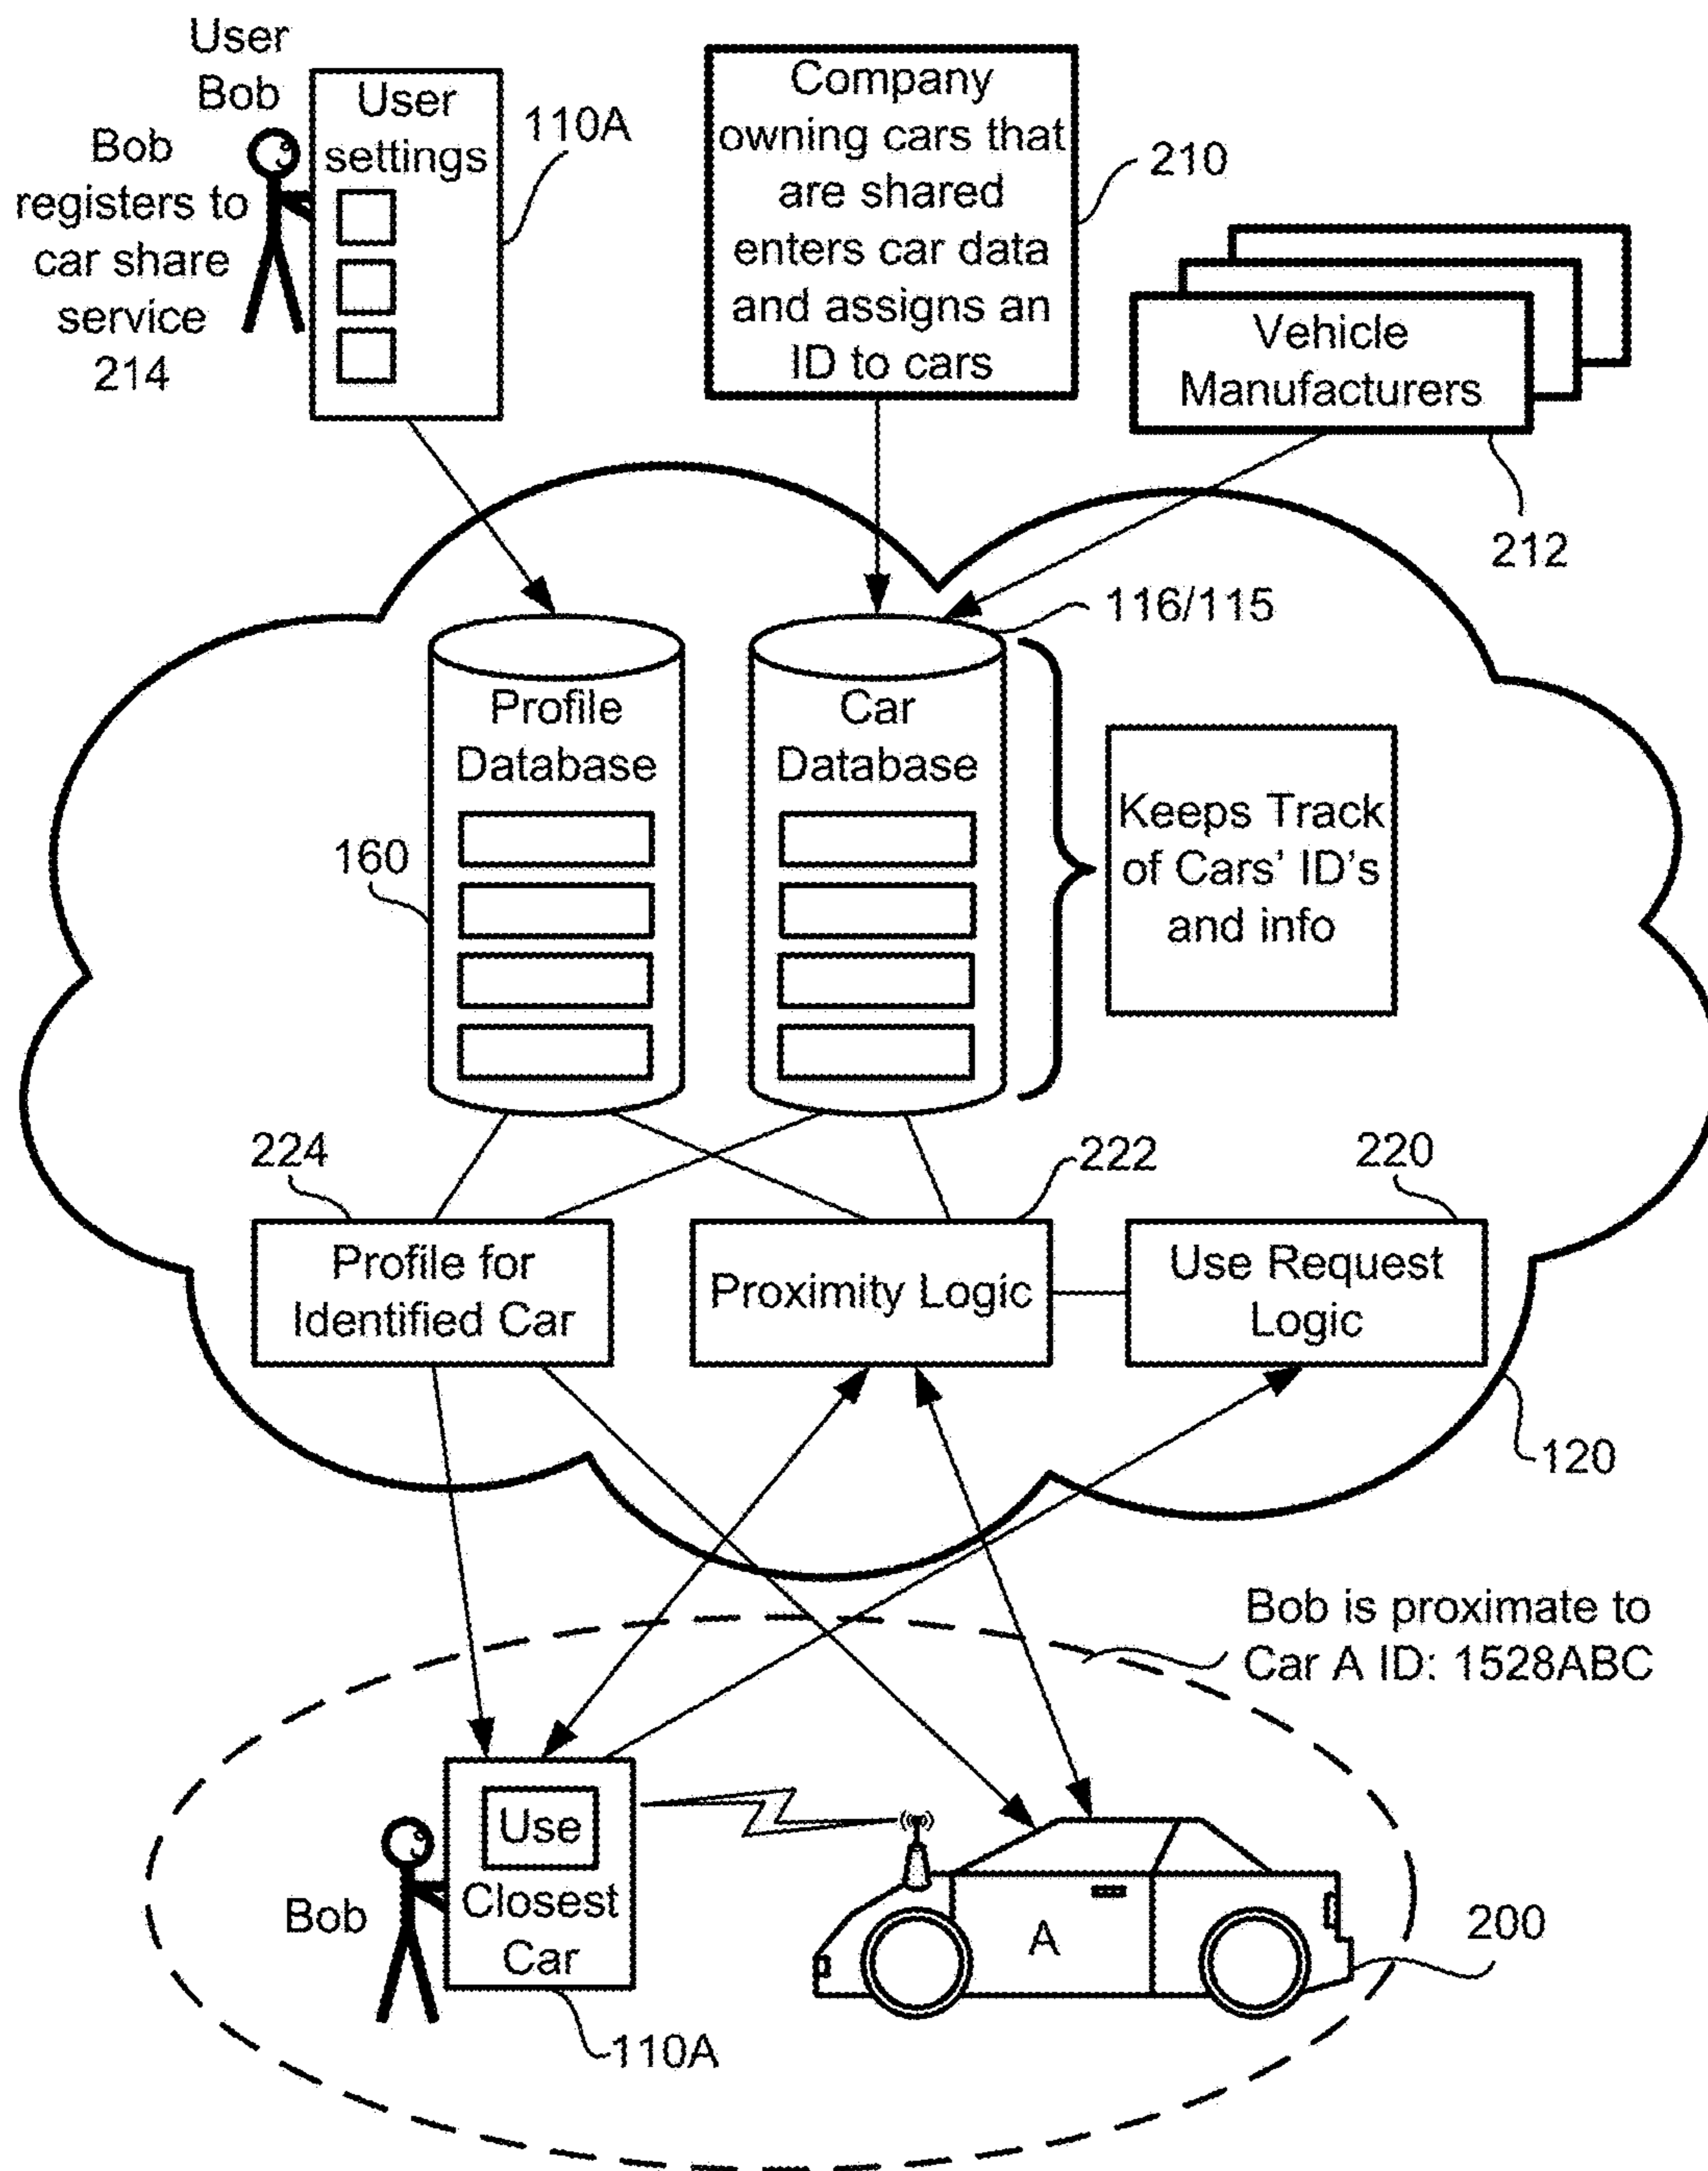 User
Bob
Bob
registers to
car share
service
214
User
settings
110A
Company
owning cars that
are shared
enters car data
and assigns an
ID to cars
210
Vehicle
Manufacturers
212
116/115
Profile
Database
160
Car
Database
Keeps Track
of Cars' ID's
and info
224
222
220
Profile for
Identified Car
Proximity Logic
Use Request
Logic
120
Bob is proximate to
Car A ID: 1528ABC
Use
Closest
Car
Bob
A
200
110A